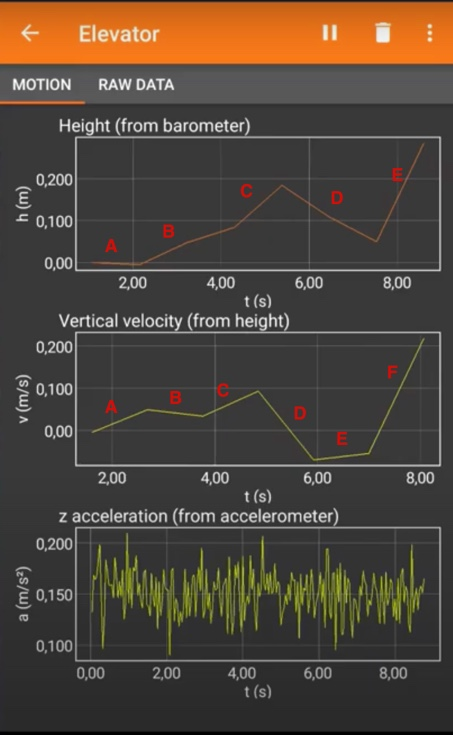 Elevator
MOTION RAW DATA
Height (from barometer)
h (m)
0,200
0,100
0,00
A B C D E
2,00 4,00 6,00 8,00
t (s)
Vertical velocity (from height)
v (m/s)
0,200
0,100
0,00
A B C D E F
2,00 4,00 6,00 8,00
t (s)
z acceleration (from accelerometer)
a (m/s²)
0,200
0,150
0,100
0,00 2,00 4,00 6,00 8,00
t (s)